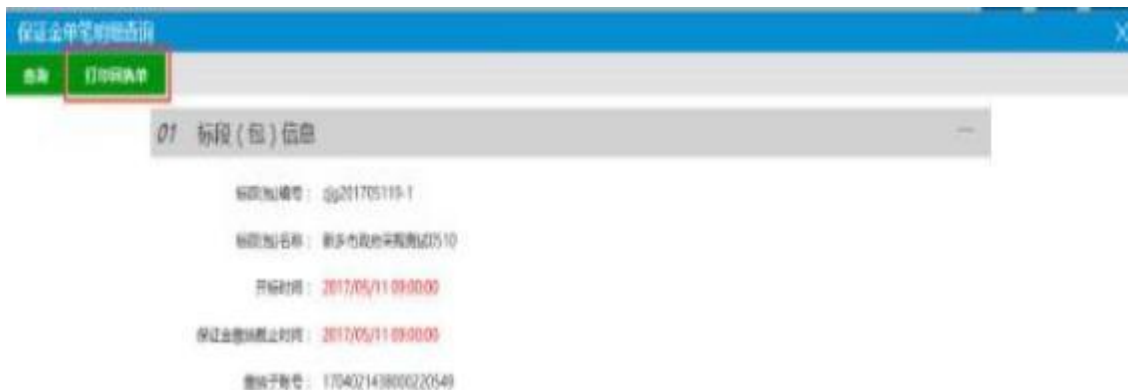 保证金单笔明细查询
查询 打印回执单
01 标段(包)信息
标段(包)编号: zjg201705119-1
标段(包)名称: 新乡市政府采购测试0510
开标时间: 2017/05/11 09:00:00
保证金缴纳截止时间: 2017/05/11 09:00:00
缴纳子账号: 1704021438000220549